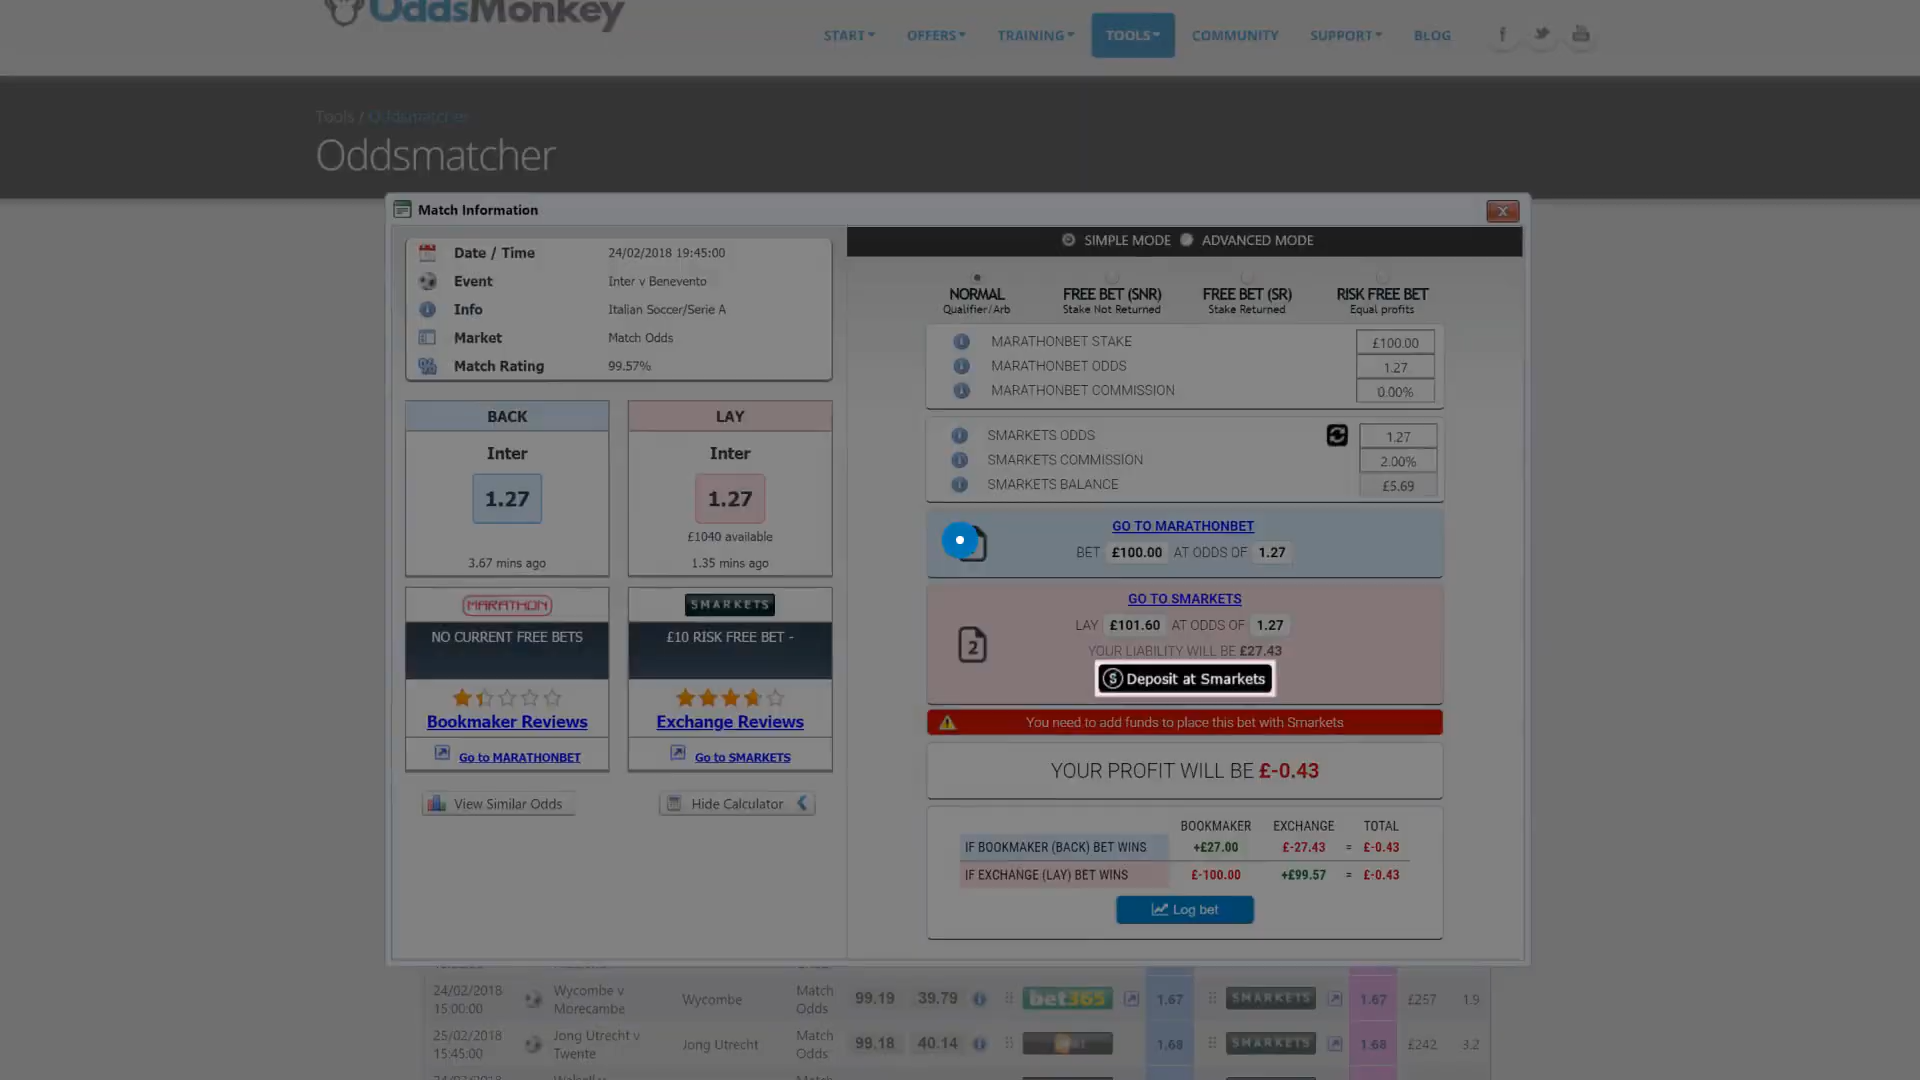 OddsMonkey
START
OFFERS
TRAINING
TOOLS
COMMUNITY
SUPPORT
BLOG
Tools / Oddsmatcher
Oddsmatcher
Match Information
Date / Time 24/02/2018 19:45:00
Event Inter v Benevento
Info Italian Soccer/Serie A
Market Match Odds
Match Rating 99.57%
BACK
Inter
1.27
3.67 mins ago
LAY
Inter
1.27
£1040 available
1.35 mins ago
MARATHON
NO CURRENT FREE BETS
Bookmaker Reviews
Go to MARATHONBET
SMARKETS
£10 RISK FREE BET -
Exchange Reviews
Go to SMARKETS
View Similar Odds
Hide Calculator
SIMPLE MODE
ADVANCED MODE
NORMAL
Qualifier/Arb
FREE BET (SNR)
Stake Not Returned
FREE BET (SR)
Stake Returned
RISK FREE BET
Equal profits
MARATHONBET STAKE £100.00
MARATHONBET ODDS 1.27
MARATHONBET COMMISSION 0.00%
SMARKETS ODDS 1.27
SMARKETS COMMISSION 2.00%
SMARKETS BALANCE £5.69
GO TO MARATHONBET
BET £100.00 AT ODDS OF 1.27
2
GO TO SMARKETS
LAY £101.60 AT ODDS OF 1.27
YOUR LIABILITY WILL BE £27.43
Deposit at Smarkets
You need to add funds to place this bet with Smarkets
YOUR PROFIT WILL BE £-0.43
BOOKMAKER EXCHANGE TOTAL
IF BOOKMAKER (BACK) BET WINS +£27.00 £-27.43 = £-0.43
IF EXCHANGE (LAY) BET WINS £-100.00 +£99.57 = £-0.43
Log bet
24/02/2018 15:00:00 Wycombe v Morecambe Wycombe Match Odds 99.19 39.79 bet365 1.67 SMARKETS 1.67 £257 1.9
25/02/2018 15:45:00 Jong Utrecht v Twente Jong Utrecht Match Odds 99.18 40.14 1.68 SMARKETS 1.68 £242 3.2